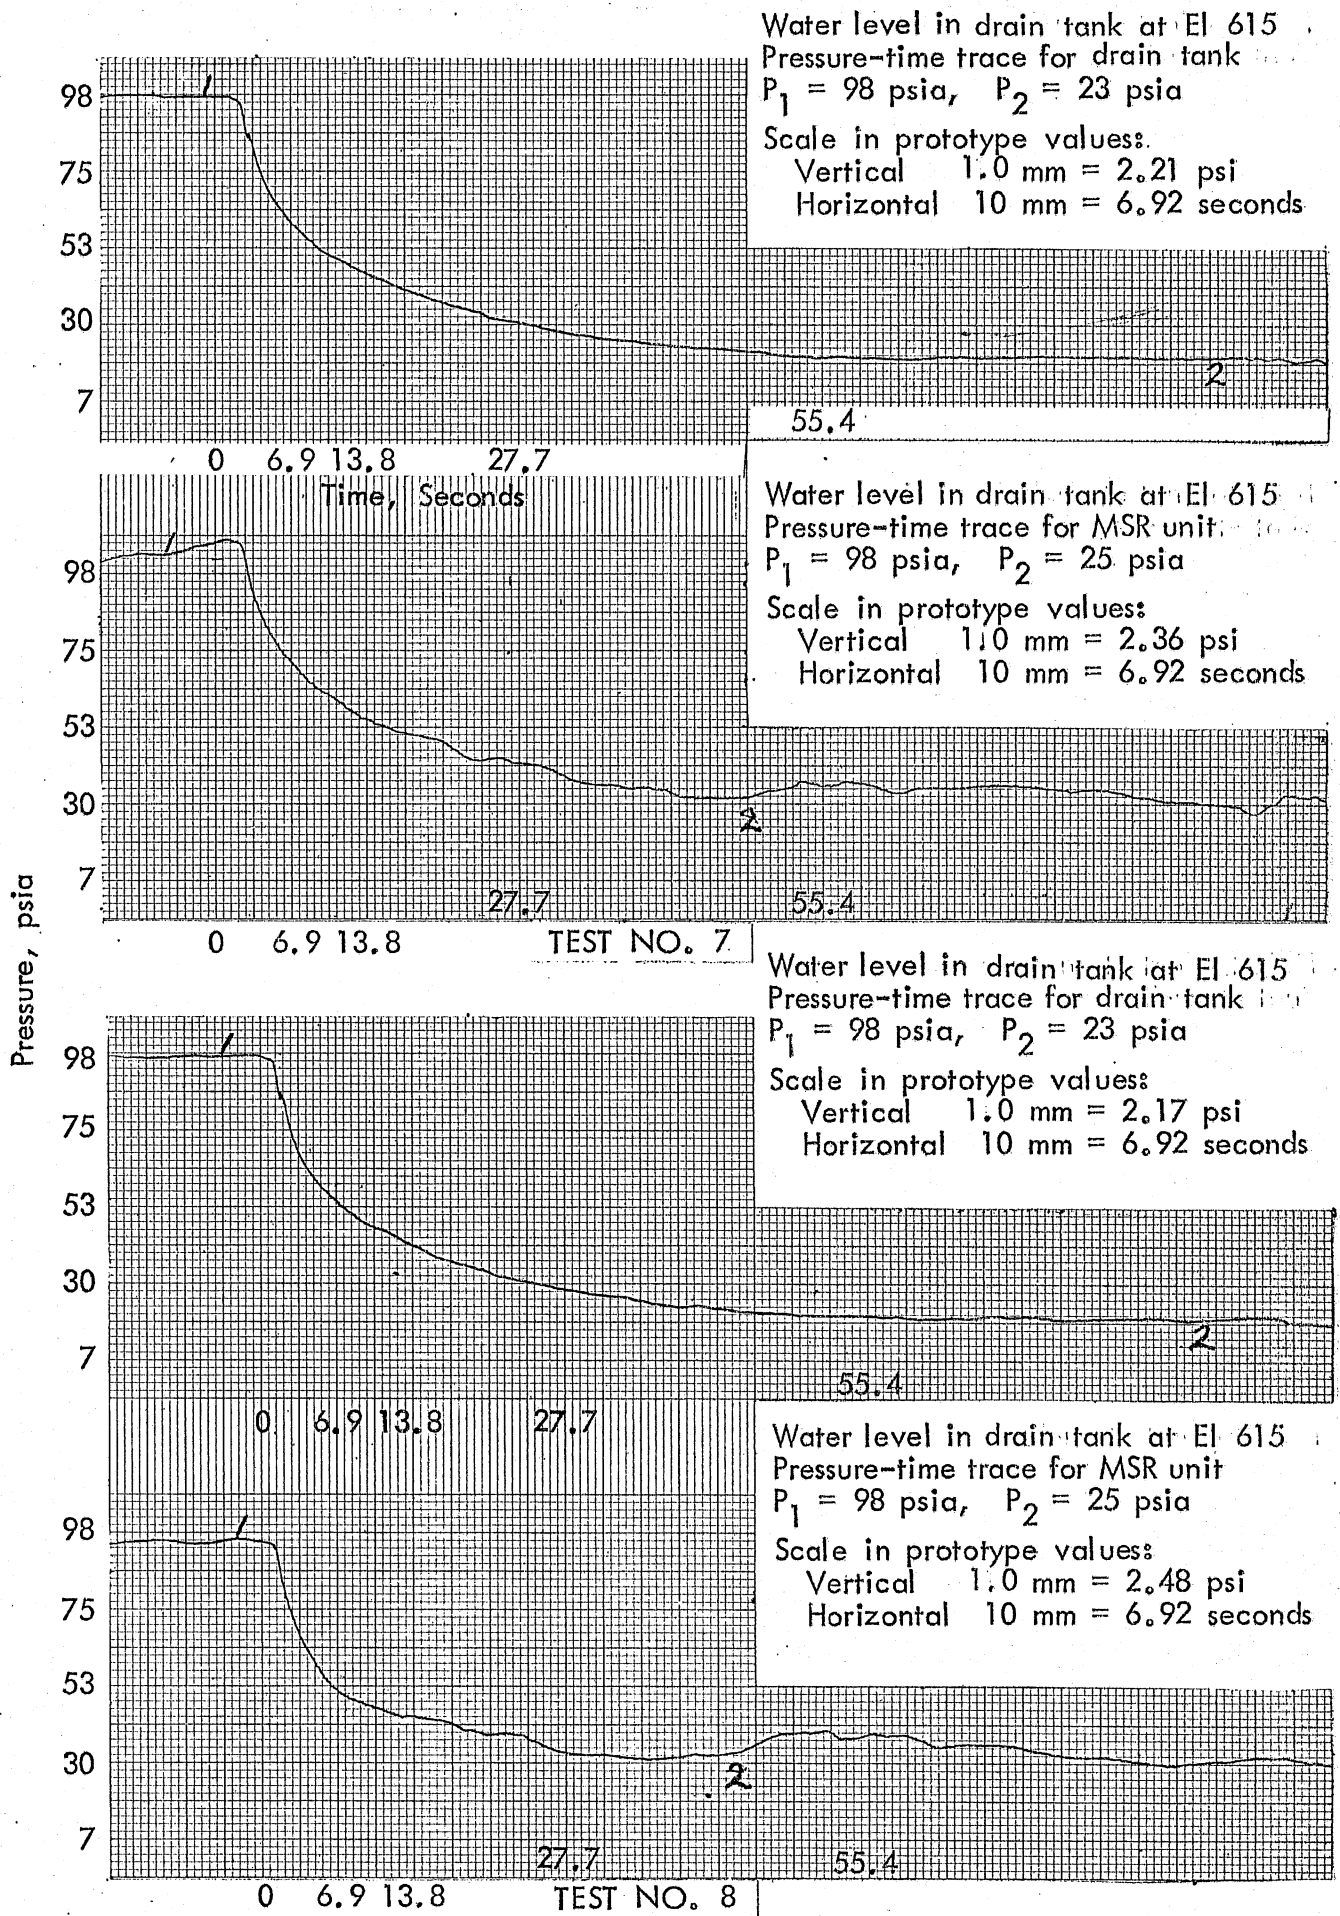 Water level in drain tank at El 615
Pressure-time trace for drain tank
P1 = 98 psia, P2 = 23 psia
Scale in prototype values:
Vertical 1.0 mm = 2.21 psi
Horizontal 10 mm = 6.92 seconds
1
98
75
53
30
7
2
55.4
0 6.9 13.8 27.7
Time, Seconds
Water level in drain tank at El 615
Pressure-time trace for MSR unit
P1 = 98 psia, P2 = 25 psia
Scale in prototype values:
Vertical 1.0 mm = 2.36 psi
Horizontal 10 mm = 6.92 seconds
1
98
75
53
30
7
2
27.7 55.4
0 6.9 13.8 TEST NO. 7
Pressure, psia
Water level in drain tank at El 615
Pressure-time trace for drain tank
P1 = 98 psia, P2 = 23 psia
Scale in prototype values:
Vertical 1.0 mm = 2.17 psi
Horizontal 10 mm = 6.92 seconds
1
98
75
53
30
7
2
55.4
0 6.9 13.8 27.7
Water level in drain tank at El 615
Pressure-time trace for MSR unit
P1 = 98 psia, P2 = 25 psia
Scale in prototype values:
Vertical 1.0 mm = 2.48 psi
Horizontal 10 mm = 6.92 seconds
1
98
75
53
30
7
2
27.7 55.4
0 6.9 13.8 TEST NO. 8